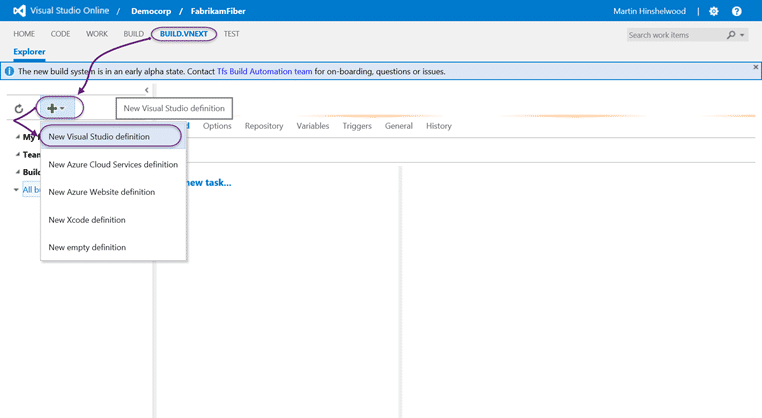 Visual Studio Online / Democorp / FabrikamFiber Martin Hinshelwood |
HOME CODE WORK BUILD BUILD.VNEXT TEST Search work items
Explorer
The new build system is in an early alpha state. Contact Tfs Build Automation team for on-boarding, questions or issues.
New Visual Studio definition
Options Repository Variables Triggers General History
New Visual Studio definition
New Azure Cloud Services definition
New Azure Website definition
New Xcode definition
New empty definition
My
Team
Build
All bu
new task...